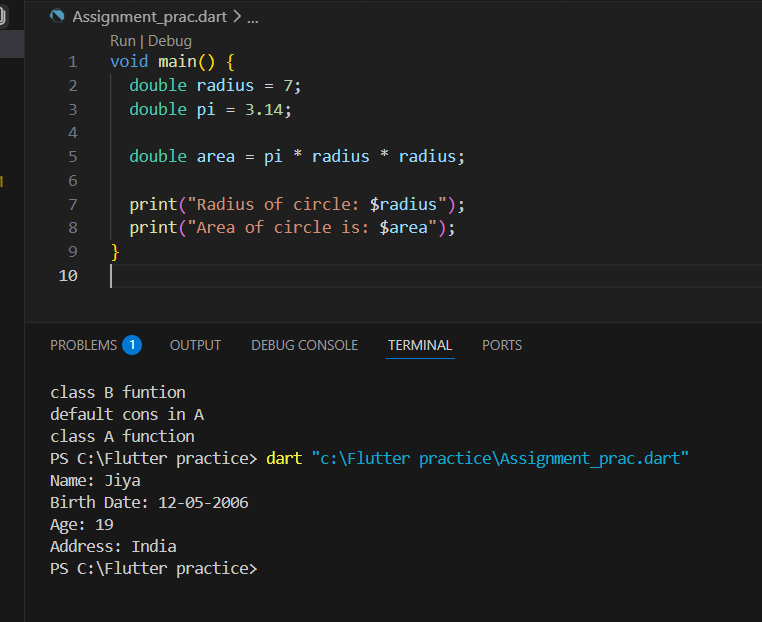 Assignment_prac.dart > ...
Run | Debug
1 void main() {
2 double radius = 7;
3 double pi = 3.14;
4
5 double area = pi * radius * radius;
6
7 print("Radius of circle: $radius");
8 print("Area of circle is: $area");
9 }
10
PROBLEMS 1 OUTPUT DEBUG CONSOLE TERMINAL PORTS
class B funtion
default cons in A
class A function
PS C:\Flutter practice> dart "c:\Flutter practice\Assignment_prac.dart"
Name: Jiya
Birth Date: 12-05-2006
Age: 19
Address: India
PS C:\Flutter practice>